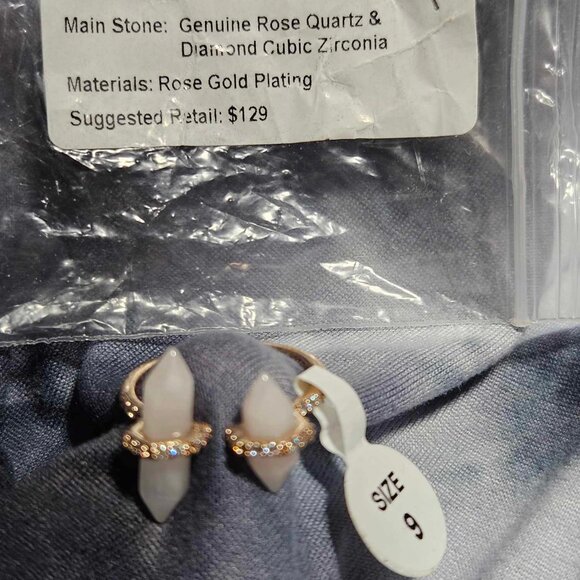 Main Stone: Genuine Rose Quartz &
Diamond Cubic Zirconia
Materials: Rose Gold Plating
Suggested Retail: $129
SIZE
9